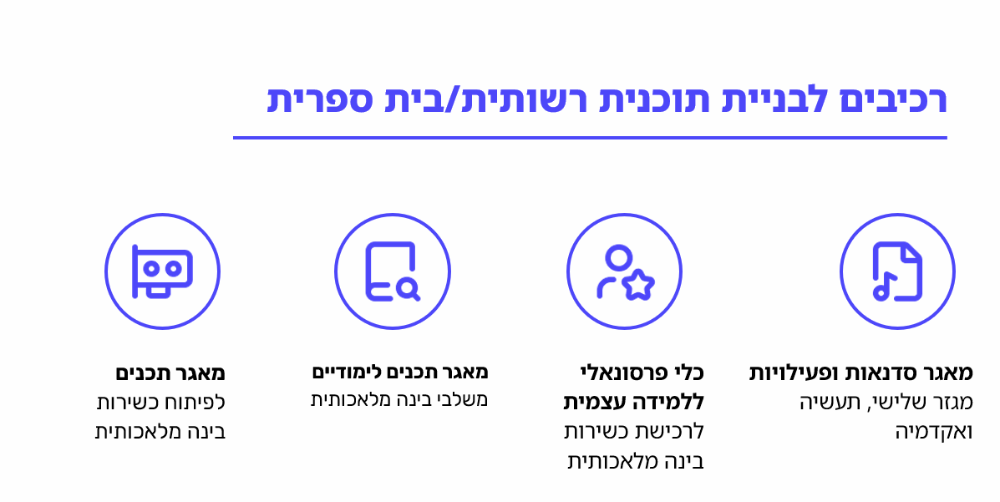 רכיבים לבניית תוכנית רשותית/בית ספרית
מאגר סדנאות ופעילויות
מגזר שלישי, תעשיה
ואקדמיה
כלי פרסונאלי
ללמידה עצמית
לרכישת כשירות
בינה מלאכותית
מאגר תכנים לימודיים
משלבי בינה מלאכותית
מאגר תכנים
לפיתוח כשירות
בינה מלאכותית